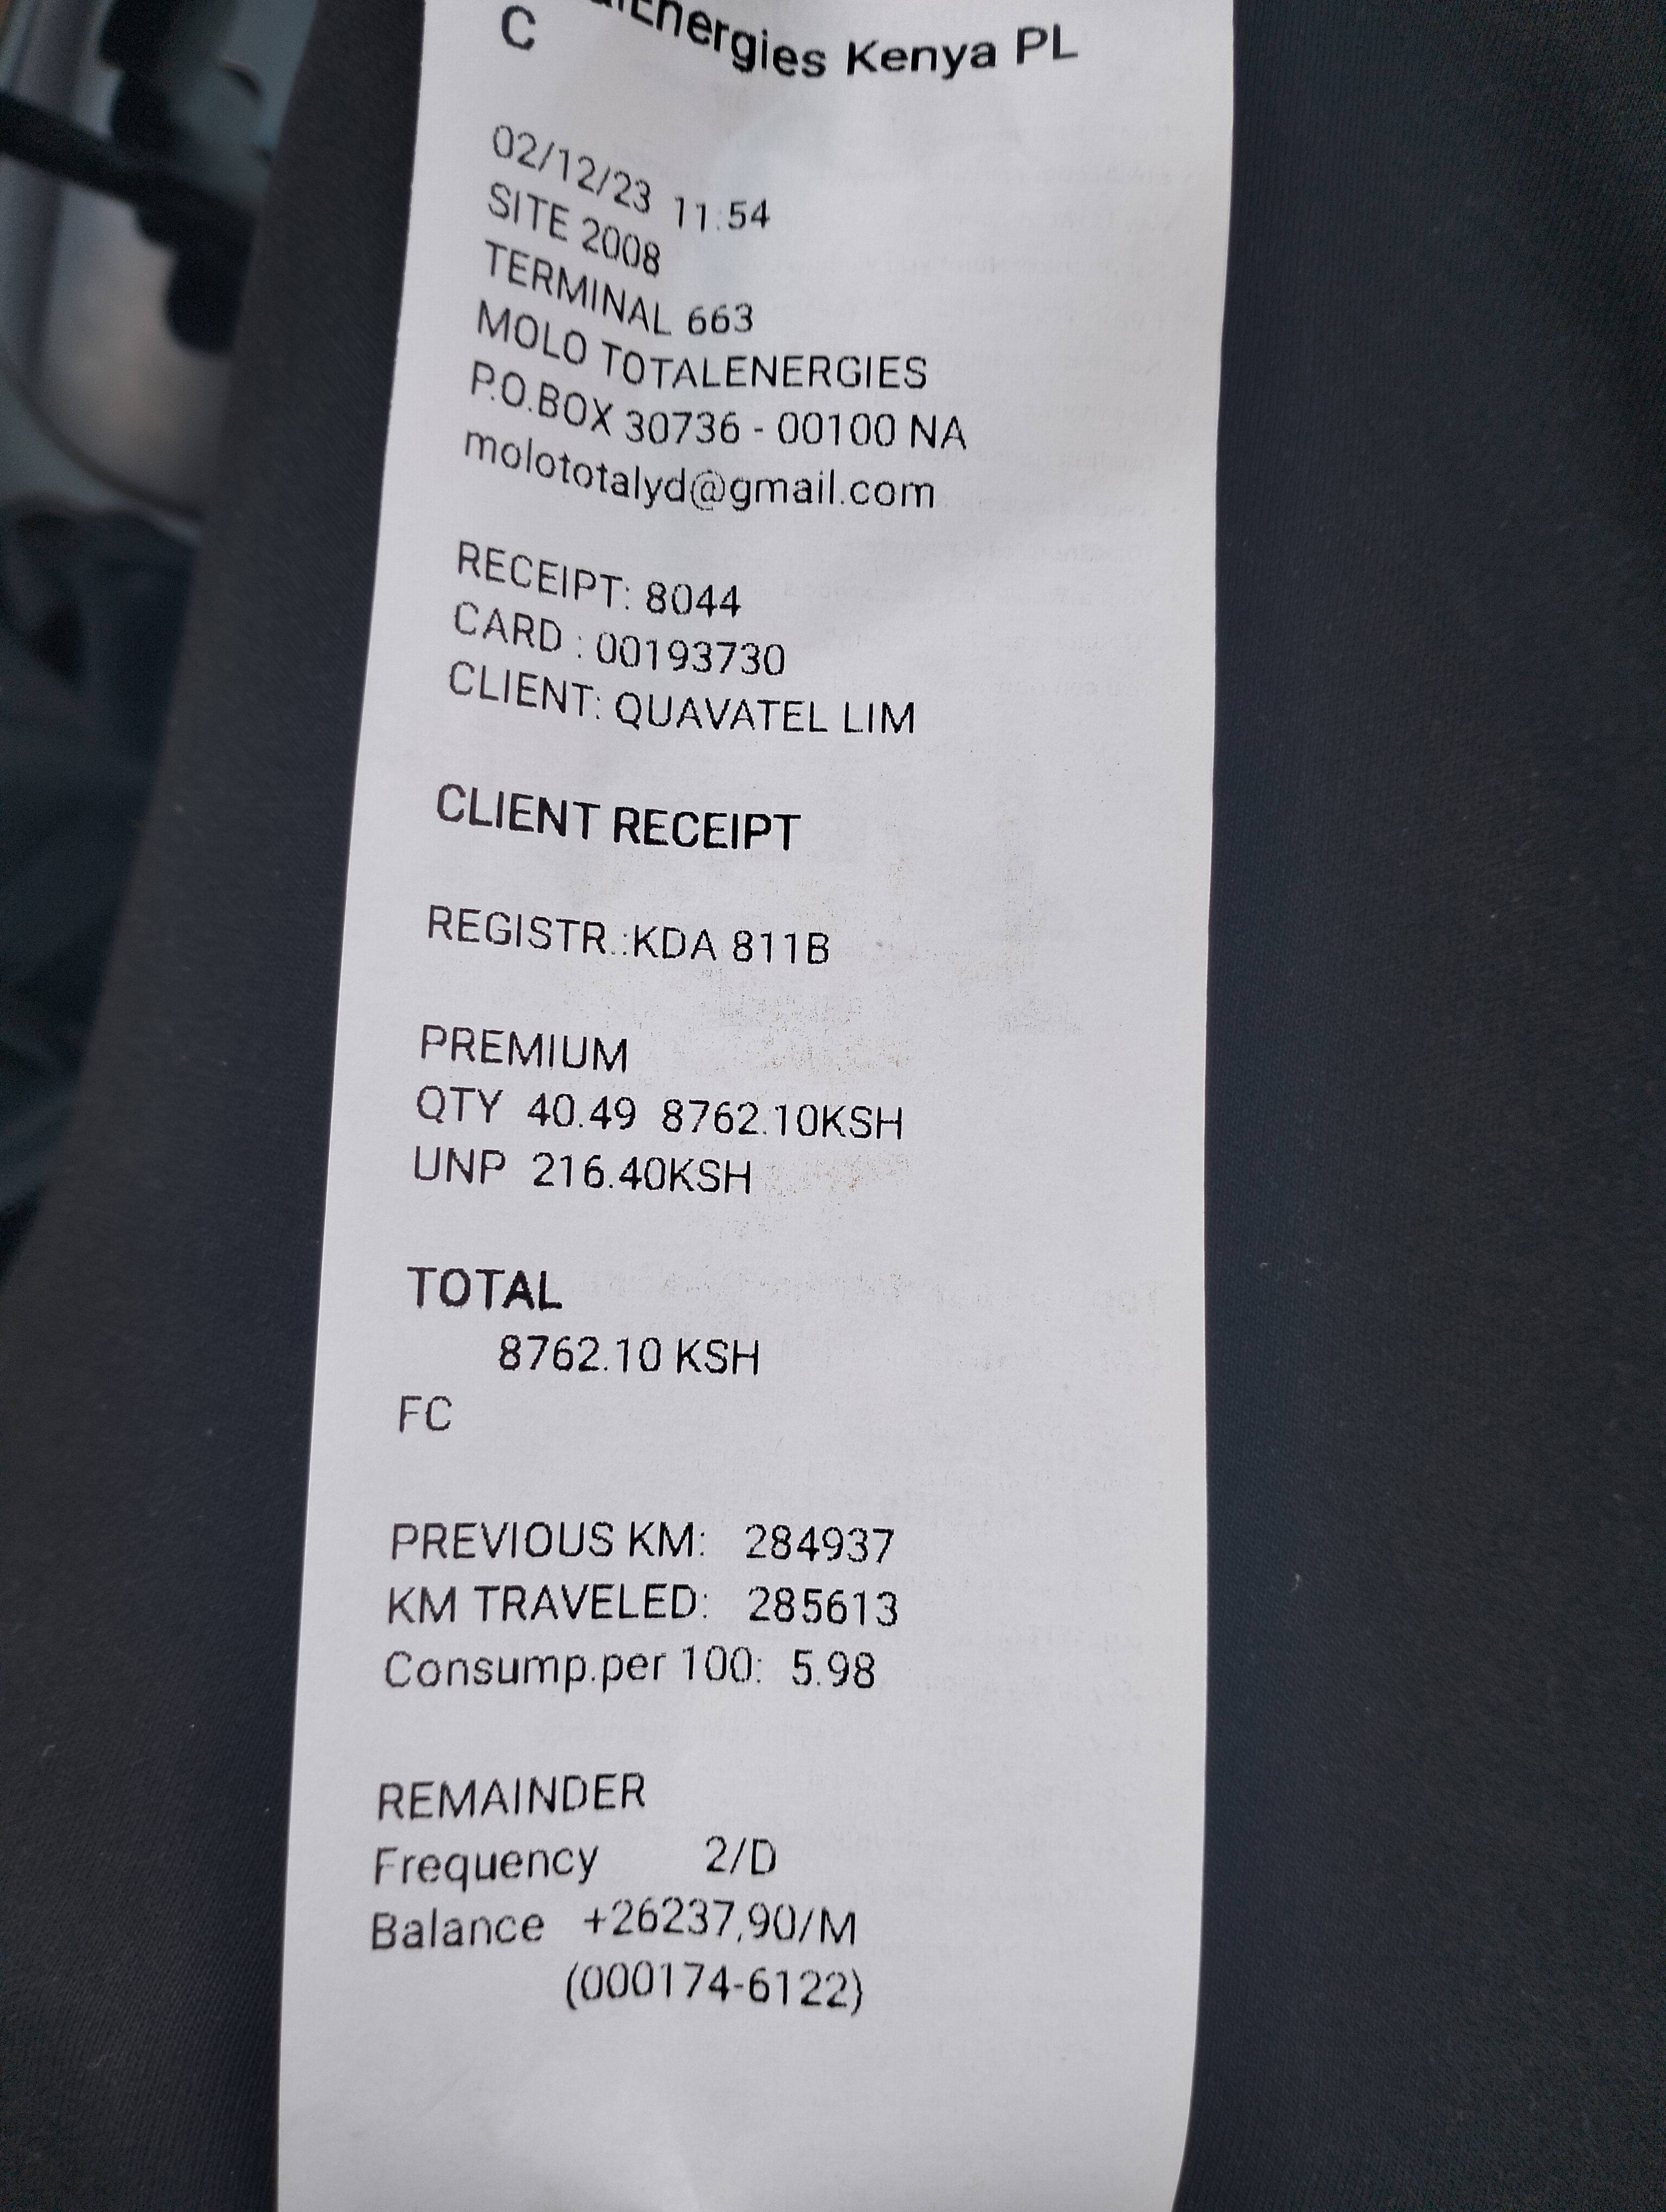 Energies Kenya PL
C
02/12/23 11:54
SITE 2008
TERMINAL 663
MOLO TOTALENERGIES
P.O.BOX 30736 - 00100 NA
molototalyd@gmail.com
RECEIPT: 8044
CARD : 00193730
CLIENT: QUAVATEL LIM
CLIENT RECEIPT
REGISTR.:KDA 811B
PREMIUM
QTY 40.49 8762.10KSH
UNP 216.40KSH
TOTAL
8762.10 KSH
FC
PREVIOUS KM: 284937
KM TRAVELED: 285613
Consump.per 100: 5.98
REMAINDER
Frequency 2/D
Balance +26237,90/M
(000174-6122)